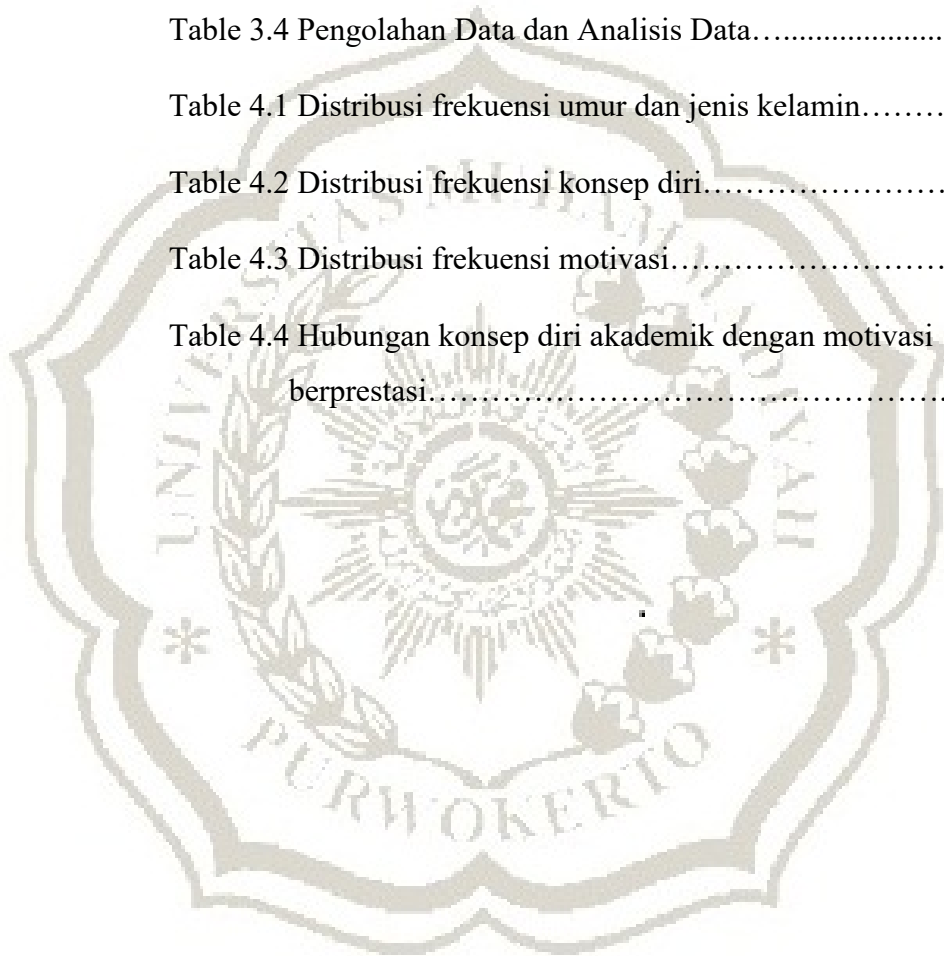 Table 3.4 Pengolahan Data dan Analisis Data…......................
Table 4.1 Distribusi frekuensi umur dan jenis kelamin………
Table 4.2 Distribusi frekuensi konsep diri……………………
Table 4.3 Distribusi frekuensi motivasi………………………
Table 4.4 Hubungan konsep diri akademik dengan motivasi
berprestasi……………………………………………
UNIVERSITAS MUHAMMADIYAH
PURWOKERTO